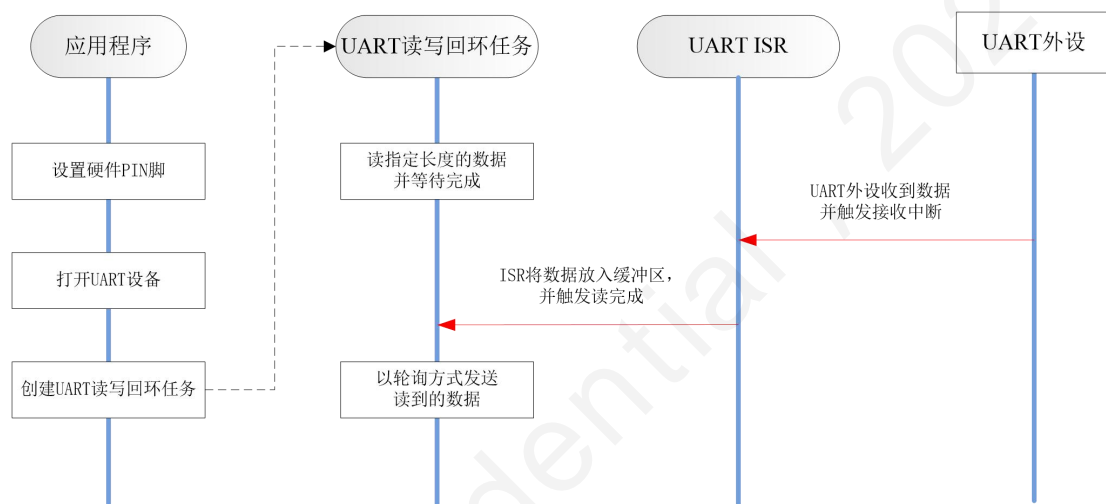 应用程序
UART读写回环任务
UART ISR
UART外设
设置硬件PIN脚
读指定长度的数据
并等待完成
UART外设收到数据
并触发接收中断
打开UART设备
ISR将数据放入缓冲区，
并触发读完成
创建UART读写回环任务
以轮询方式发送
读到的数据
dential 202